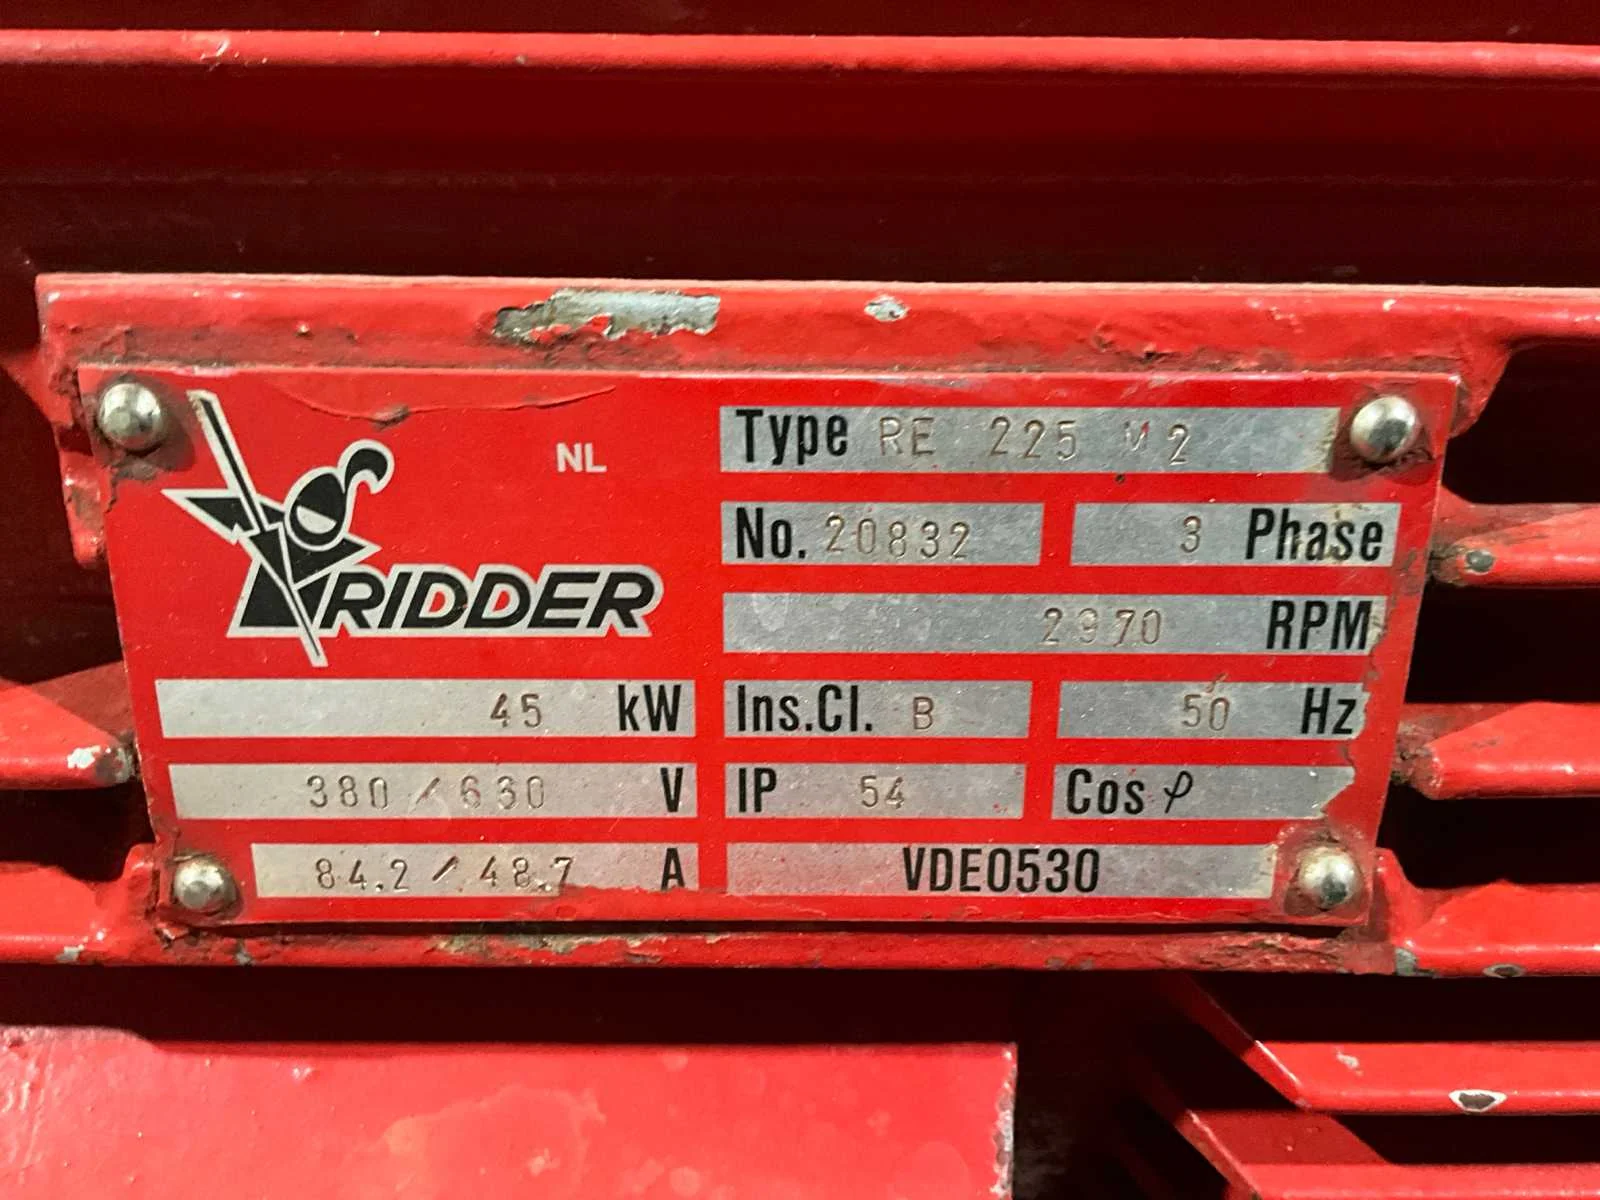 NL
RIDDER
Type RE 225 M2
No. 20832
3 Phase
2970 RPM
45 kW
Ins.Cl. B
50 Hz
380/630 V
IP 54
Cos φ
84.2/48.7 A
VDE0530